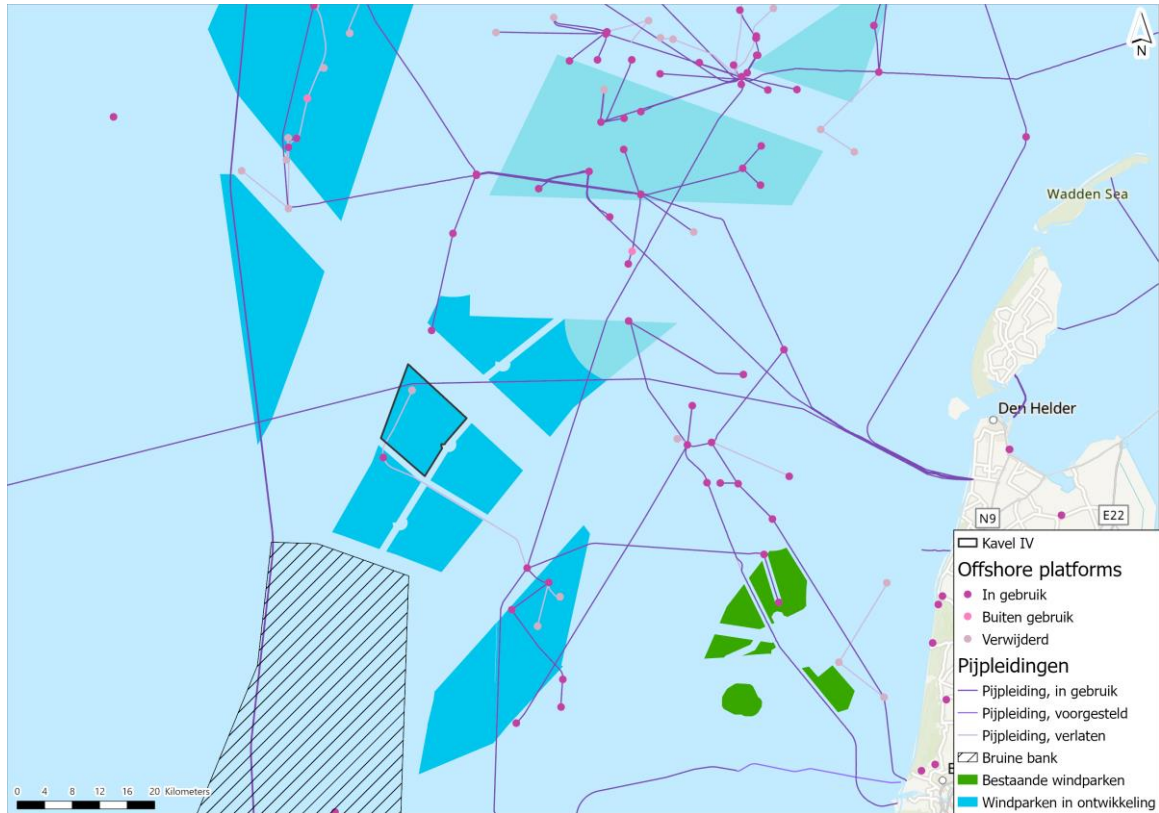 N
Wadden Sea
Den Helder
N9
E22
Kavel IV
Offshore platforms
In gebruik
Buiten gebruik
Verwijderd
Pijpleidingen
Pijpleiding, in gebruik
Pijpleiding, voorgesteld
Pijpleiding, verlaten
Bruine bank
Bestaande windparken
Windparken in ontwikkeling
0 4 8 12 16 20 Kilometers